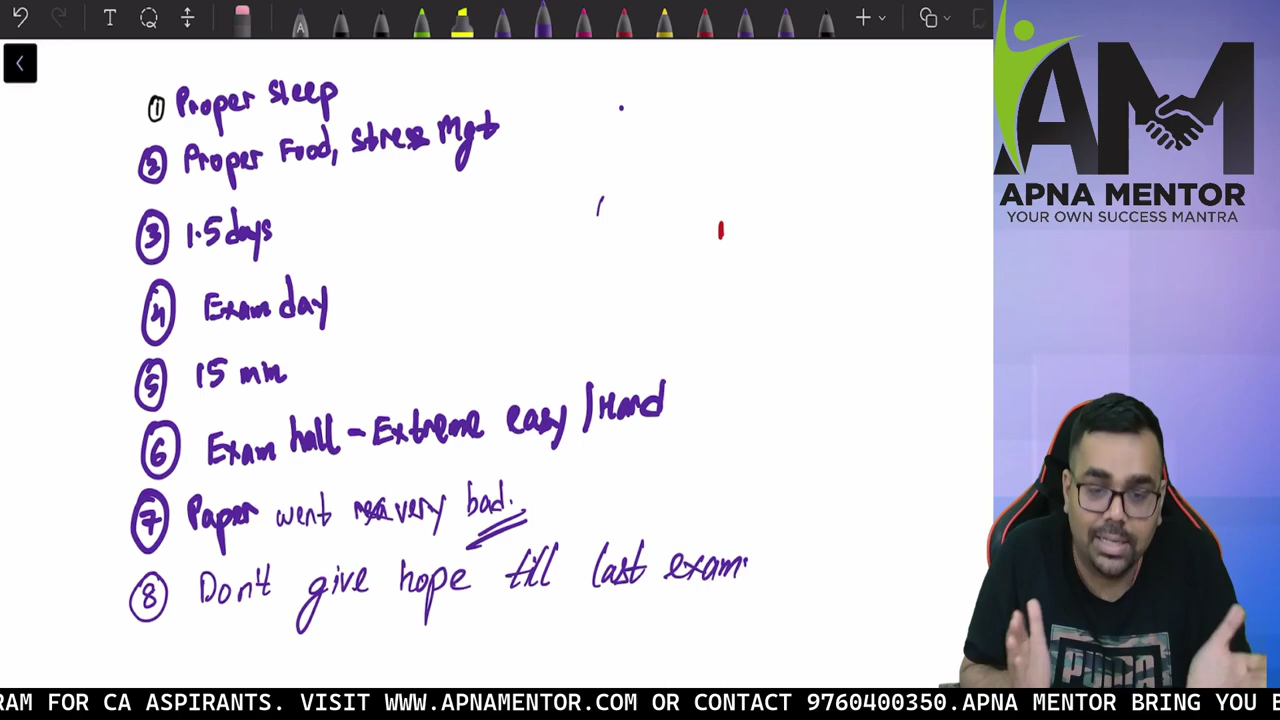 ① Proper sleep
② Proper Food, stress Mgt
③ 1.5 days
④ Exam day
⑤ 15 min
⑥ Exam hall - Extreme easy / Hard
⑦ Paper went very bad.
⑧ Don't give hope till last exam
AM
APNA MENTOR
YOUR OWN SUCCESS MANTRA
PUMA
RAM FOR CA ASPIRANTS. VISIT WWW.APNAMENTOR.COM OR CONTACT 9760400350.APNA MENTOR BRING YOU